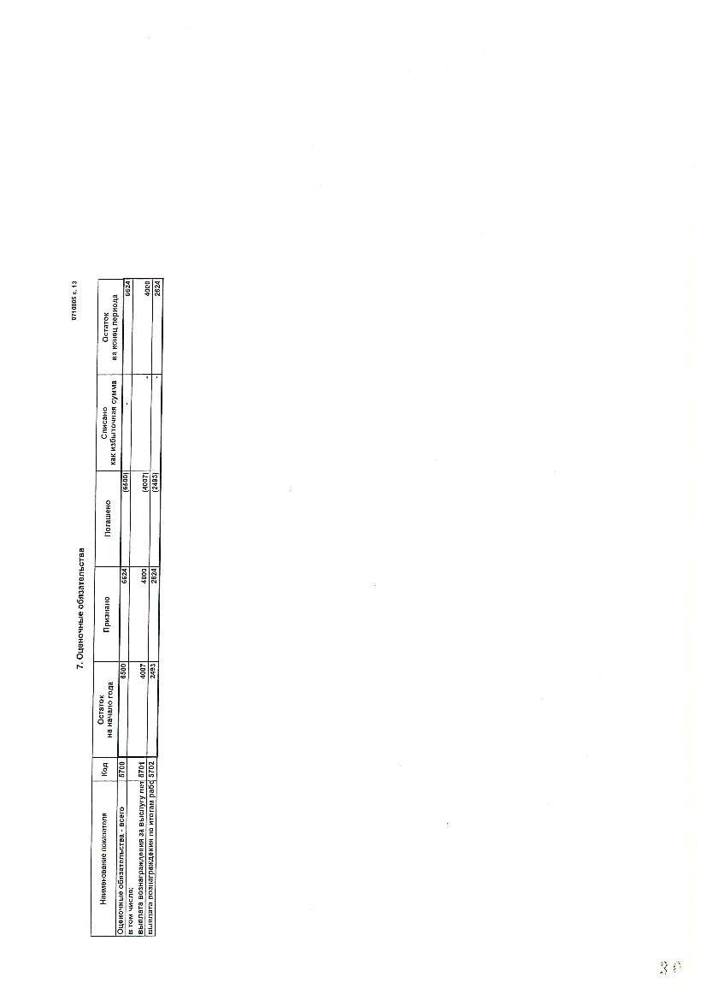 0710005 с. 13
7. Оценочные обязательства
Наименование показателя Код Остаток на начало года Признано Погашено Списано как избыточная сумма Остаток на конец периода
Оценочные обязательства - всего 5700 6500 6624 (6500) - 6624
в том числе:
выплата вознаграждения за выслугу лет 5701 4007 4000 (4007) - 4000
выплата вознаграждения по итогам рабо 5702 2493 2624 (2493) - 2624
30